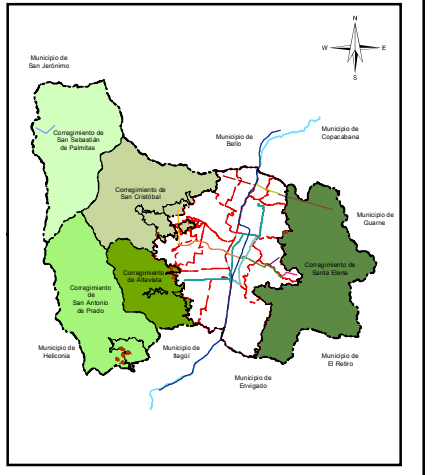 N
W
E
S
Municipio de
San Jerónimo
Corregimiento de
San Sebastián
de Palmitas
Municipio de
Bello
Municipio de
Copacabana
Corregimiento de
San Cristóbal
Municipio de
Guarne
Corregimiento
de Altavista
Corregimiento de
Santa Elena
Corregimiento
de
San Antonio
de Prado
Municipio de
Heliconia
Municipio de
Itagüí
Municipio de
Envigado
Municipio de
El Retiro